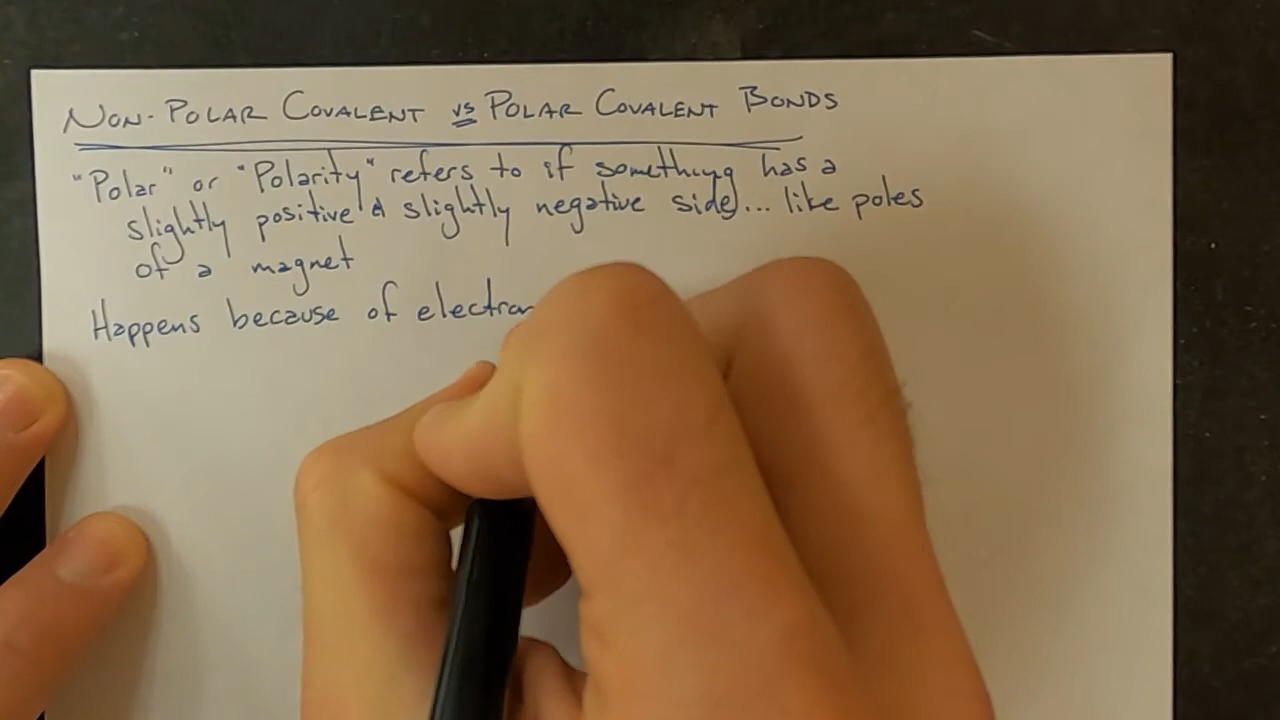 NON-POLAR COVALENT vs POLAR COVALENT BONDS
"Polar" or "Polarity" refers to if something has a
slightly positive & slightly negative side... like poles
of a magnet
Happens because of electron